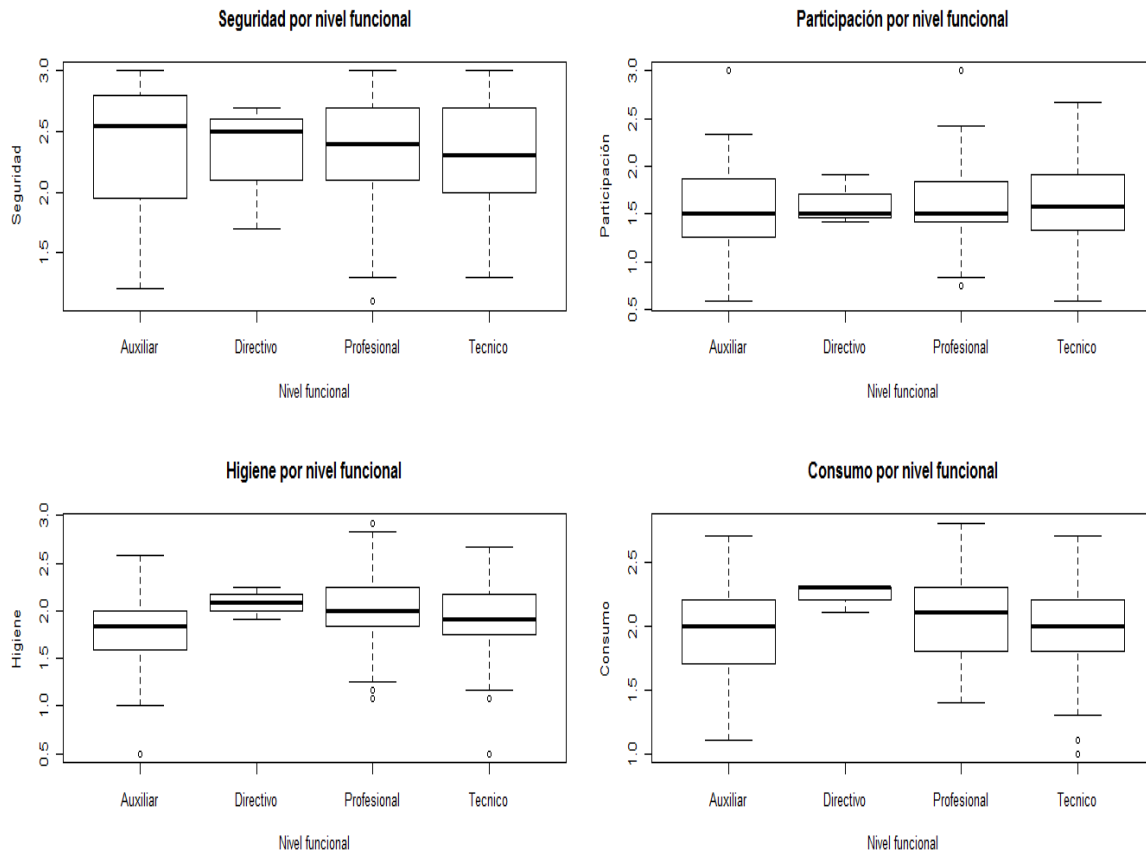 Seguridad por nivel funcional
Seguridad
3.0
2.5
2.0
1.5
Auxiliar Directivo Profesional Tecnico
Nivel funcional
Participación por nivel funcional
Participación
3.0
2.5
2.0
1.5
1.0
0.5
Auxiliar Directivo Profesional Tecnico
Nivel funcional
Higiene por nivel funcional
Higiene
3.0
2.5
2.0
1.5
1.0
0.5
Auxiliar Directivo Profesional Tecnico
Nivel funcional
Consumo por nivel funcional
Consumo
2.5
2.0
1.5
1.0
Auxiliar Directivo Profesional Tecnico
Nivel funcional